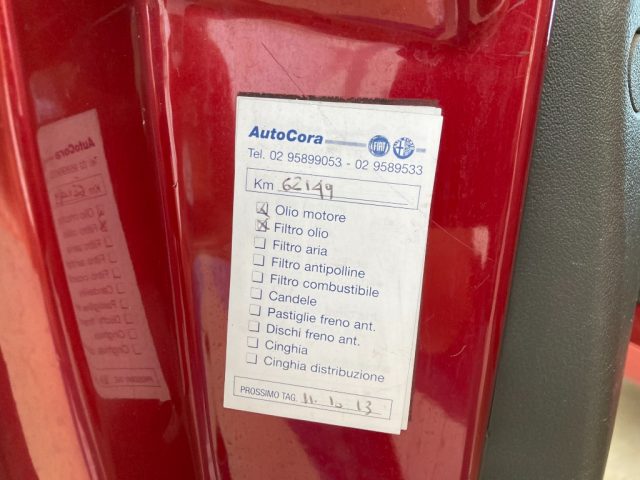 AutoCora FIAT
Tel. 02 95899053 - 02 9589533
Km 62149
Olio motore
Filtro olio
Filtro aria
Filtro antipolline
Filtro combustibile
Candele
Pastiglie freno ant.
Dischi freno ant.
Cinghia
Cinghia distribuzione
PROSSIMO TAG. 11.10.13